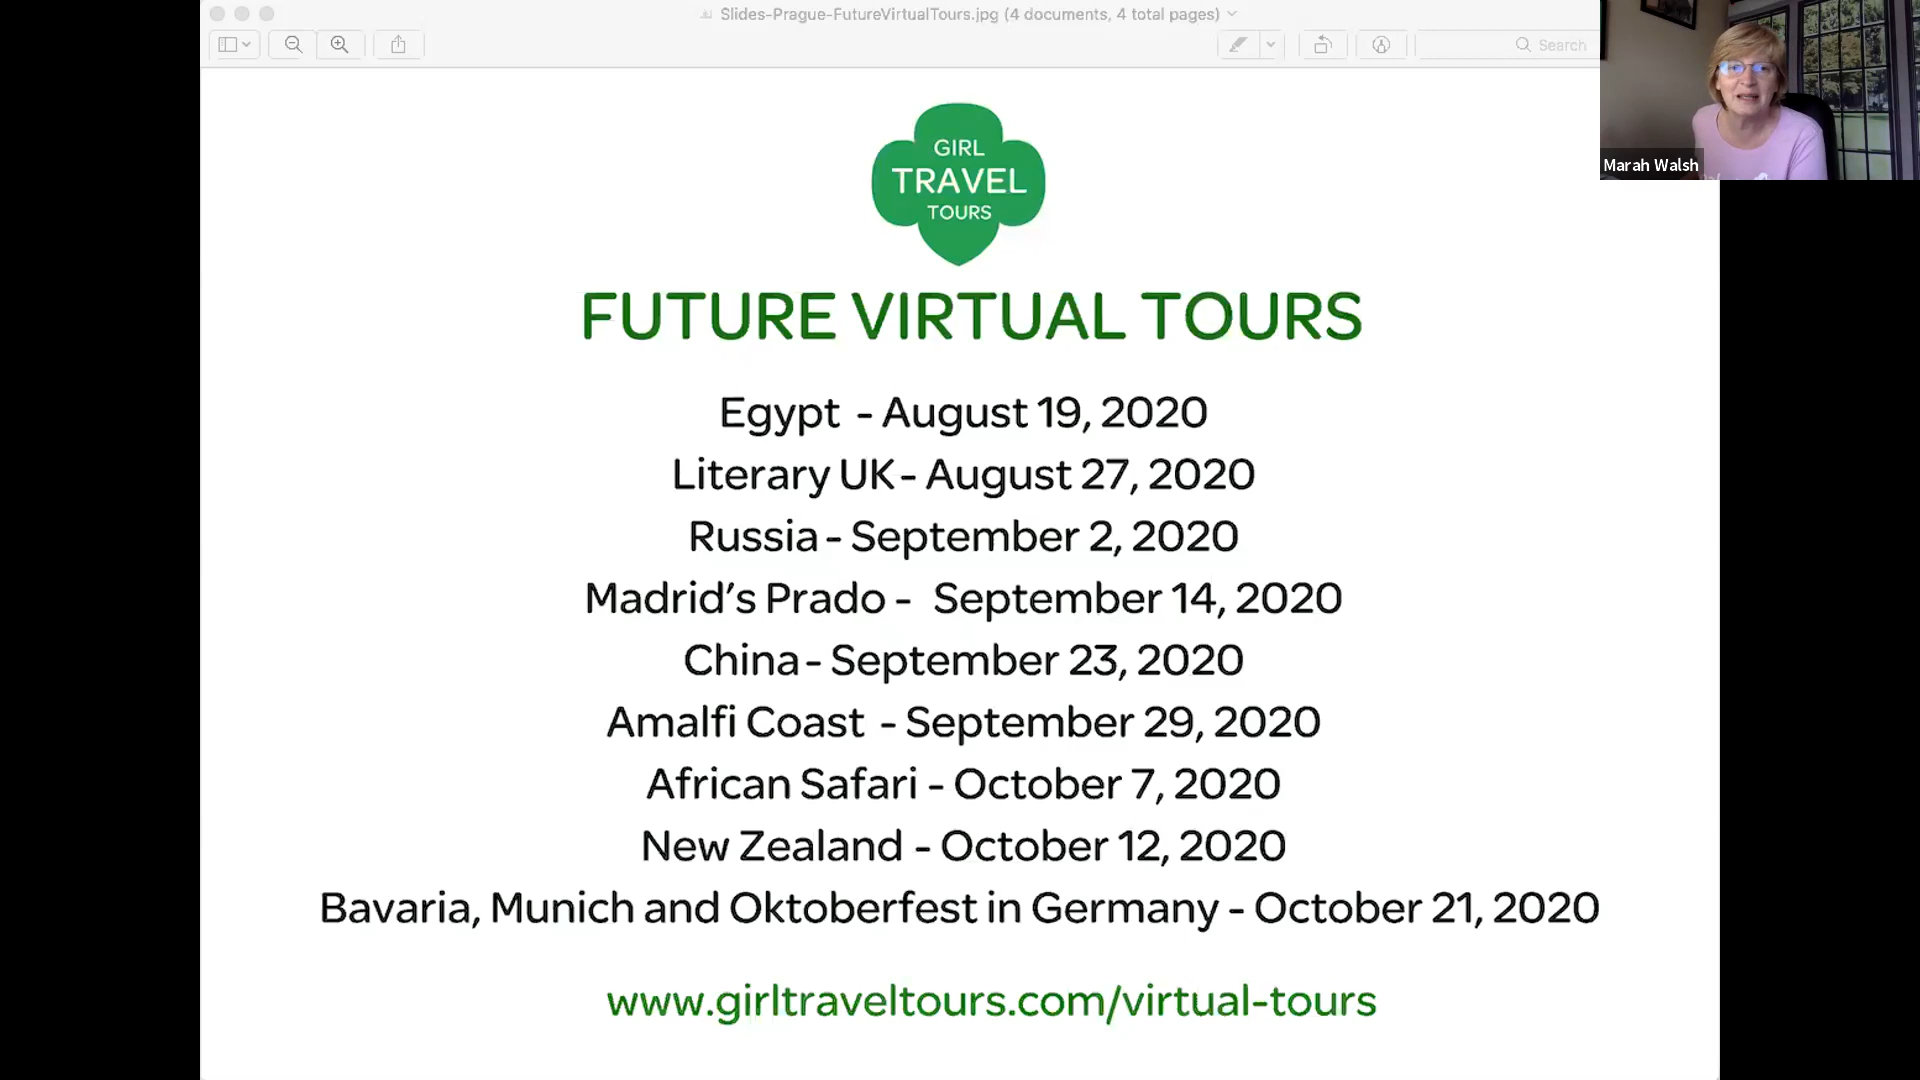 Slides-Prague-FutureVirtualTours.jpg (4 documents, 4 total pages)
Search
Marah Walsh
GIRL
TRAVEL
TOURS
FUTURE VIRTUAL TOURS
Egypt - August 19, 2020
Literary UK - August 27, 2020
Russia - September 2, 2020
Madrid's Prado - September 14, 2020
China - September 23, 2020
Amalfi Coast - September 29, 2020
African Safari - October 7, 2020
New Zealand - October 12, 2020
Bavaria, Munich and Oktoberfest in Germany - October 21, 2020
www.girltraveltours.com/virtual-tours